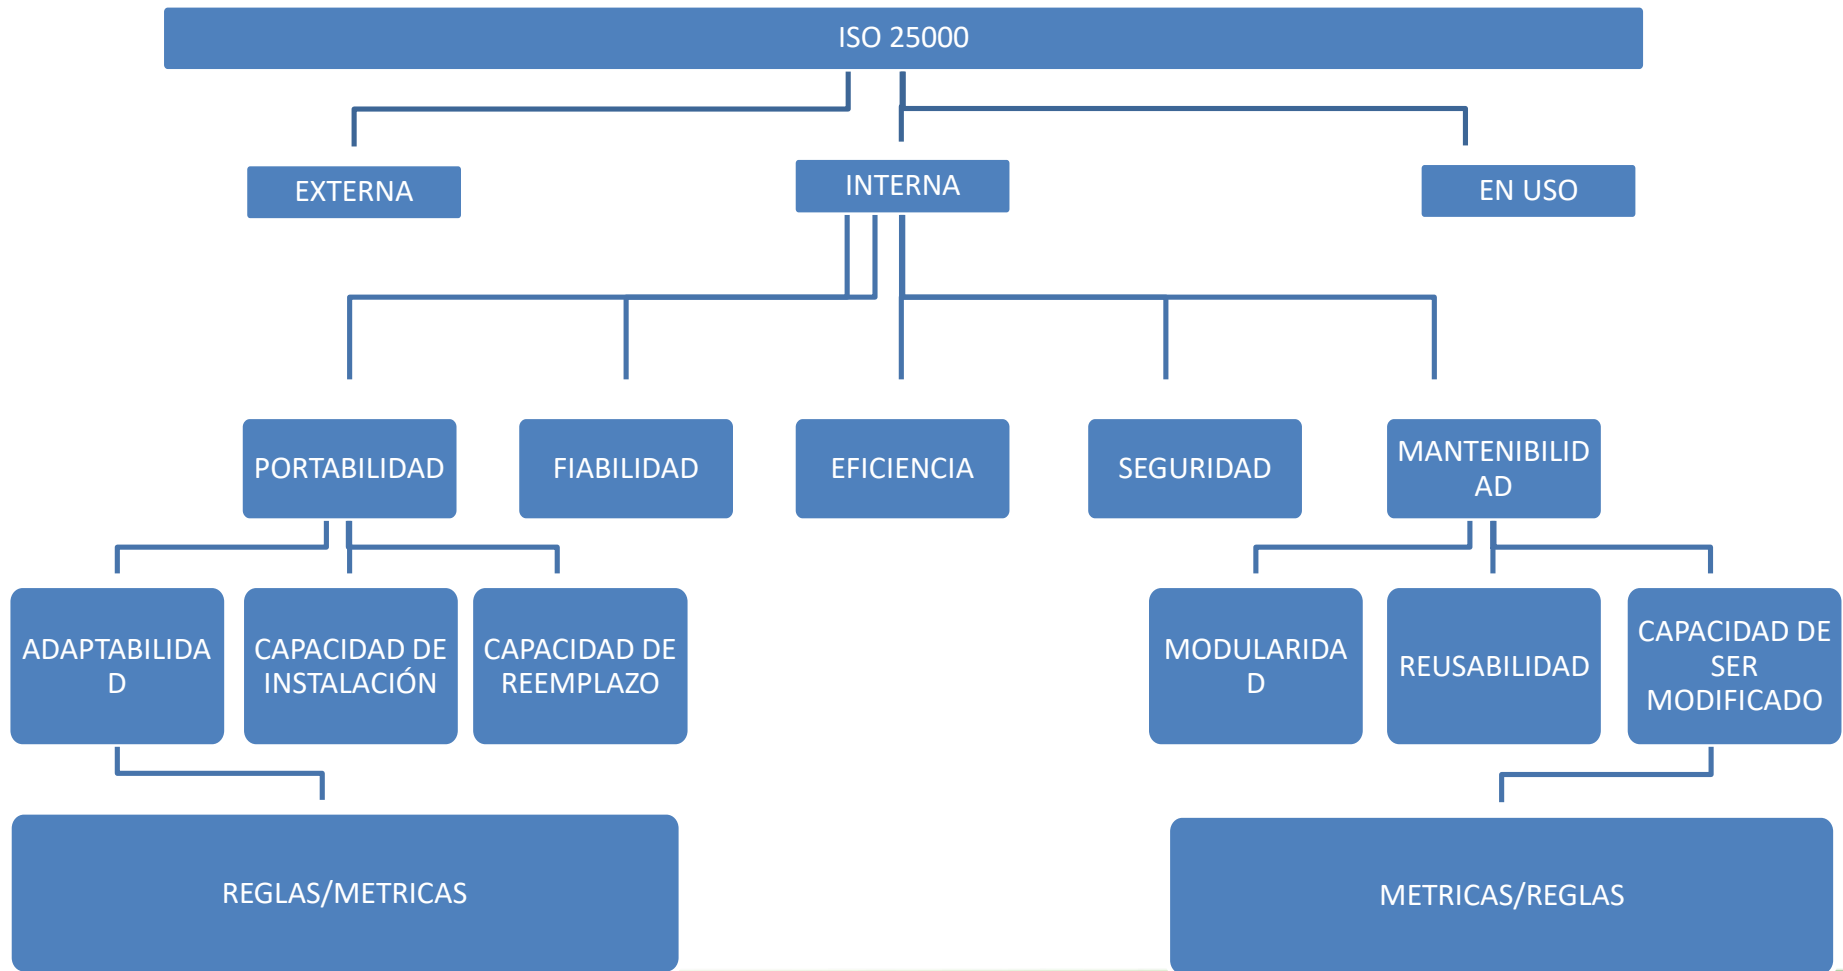 ISO 25000
EXTERNA
INTERNA
EN USO
PORTABILIDAD
FIABILIDAD
EFICIENCIA
SEGURIDAD
MANTENIBILID
AD
ADAPTABILIDA
D
CAPACIDAD DE
INSTALACIÓN
CAPACIDAD DE
REEMPLAZO
MODULARIDA
D
REUSABILIDAD
CAPACIDAD DE
SER
MODIFICADO
REGLAS/METRICAS
METRICAS/REGLAS